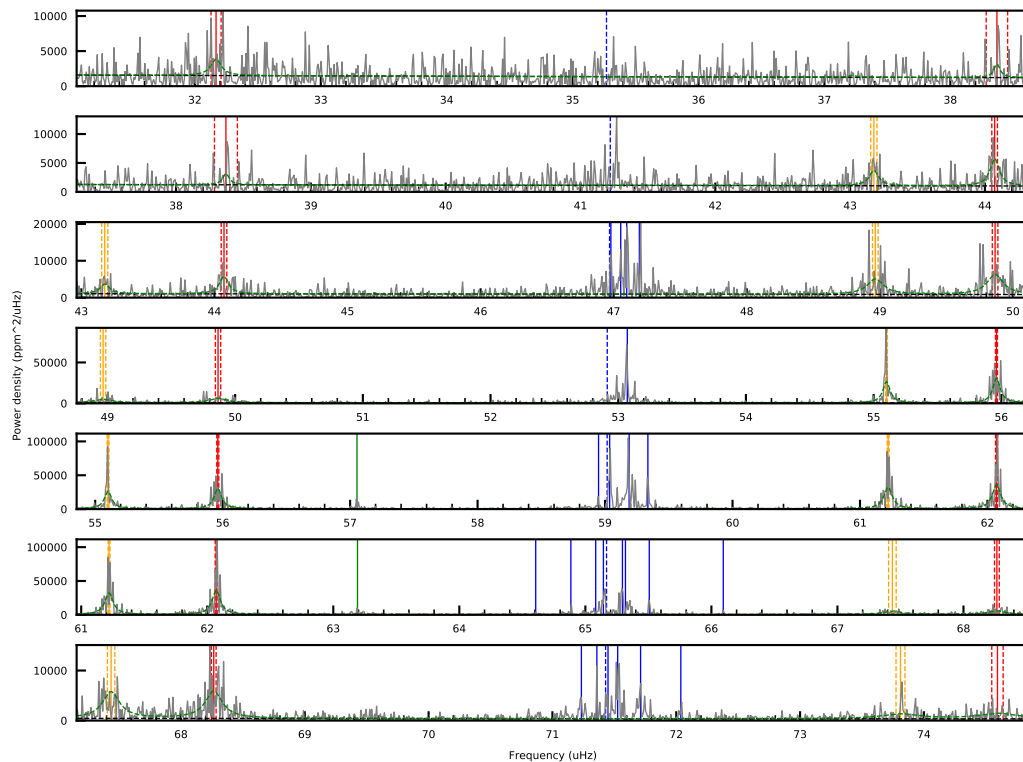 10000
5000
0
32 33 34 35 36 37 38
10000
5000
0
38 39 40 41 42 43 44
20000
10000
0
43 44 45 46 47 48 49 50
Power density (ppm^2/uHz)
50000
0
49 50 51 52 53 54 55 56
100000
50000
0
55 56 57 58 59 60 61 62
100000
50000
0
61 62 63 64 65 66 67 68
10000
0
68 69 70 71 72 73 74
Frequency (uHz)